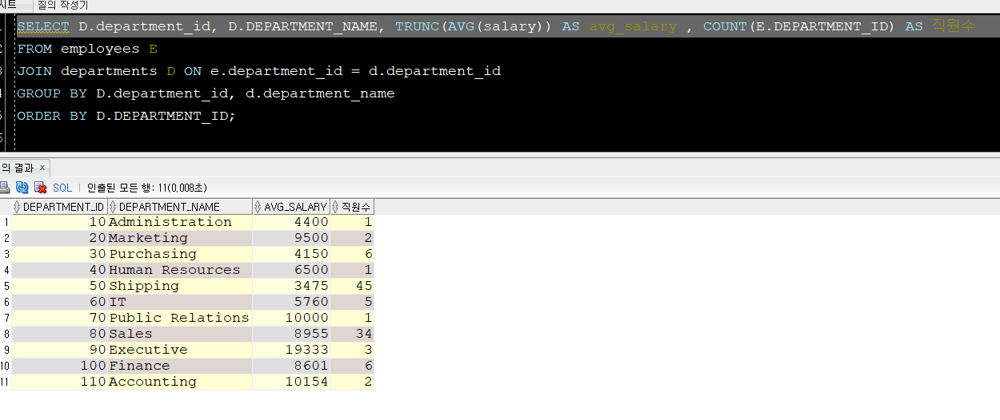 시트 질의 작성기
SELECT D.department_id, D.DEPARTMENT_NAME, TRUNC(AVG(salary)) AS avg_salary , COUNT(E.DEPARTMENT_ID) AS 직원수
FROM employees E
JOIN departments D ON e.department_id = d.department_id
GROUP BY D.department_id, d.department_name
ORDER BY D.DEPARTMENT_ID;
의 결과 x
SQL | 인출된 모든 행: 11(0,008초)
DEPARTMENT_ID DEPARTMENT_NAME AVG_SALARY 직원수
1 10 Administration 4400 1
2 20 Marketing 9500 2
3 30 Purchasing 4150 6
4 40 Human Resources 6500 1
5 50 Shipping 3475 45
6 60 IT 5760 5
7 70 Public Relations 10000 1
8 80 Sales 8955 34
9 90 Executive 19333 3
10 100 Finance 8601 6
11 110 Accounting 10154 2